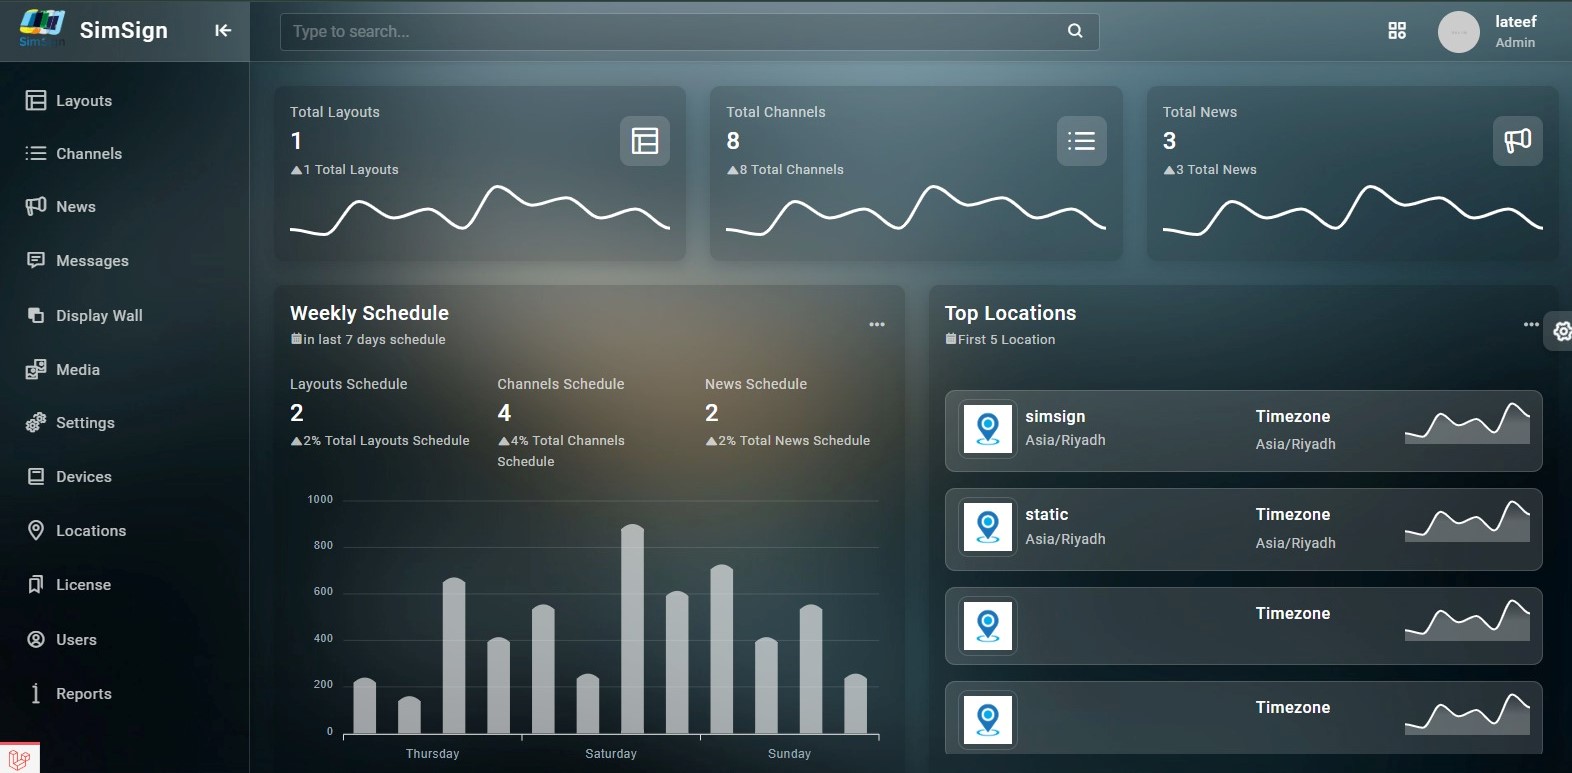 SimSign
SimSign
Type to search...
lateef
Admin
Layouts
Channels
News
Messages
Display Wall
Media
Settings
Devices
Locations
License
Users
Reports
Total Layouts
1
▲1 Total Layouts
Total Channels
8
▲8 Total Channels
Total News
3
▲3 Total News
Weekly Schedule
in last 7 days schedule
Layouts Schedule
2
▲2% Total Layouts Schedule
Channels Schedule
4
▲4% Total Channels
Schedule
News Schedule
2
▲2% Total News Schedule
1000
800
600
400
200
0
Thursday
Saturday
Sunday
Top Locations
First 5 Location
simsign
Asia/Riyadh
Timezone
Asia/Riyadh
static
Asia/Riyadh
Timezone
Asia/Riyadh
Timezone
Timezone